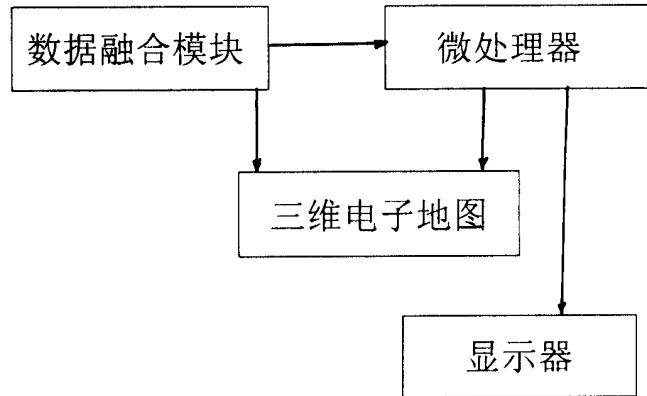 数据融合模块
微处理器
三维电子地图
显示器